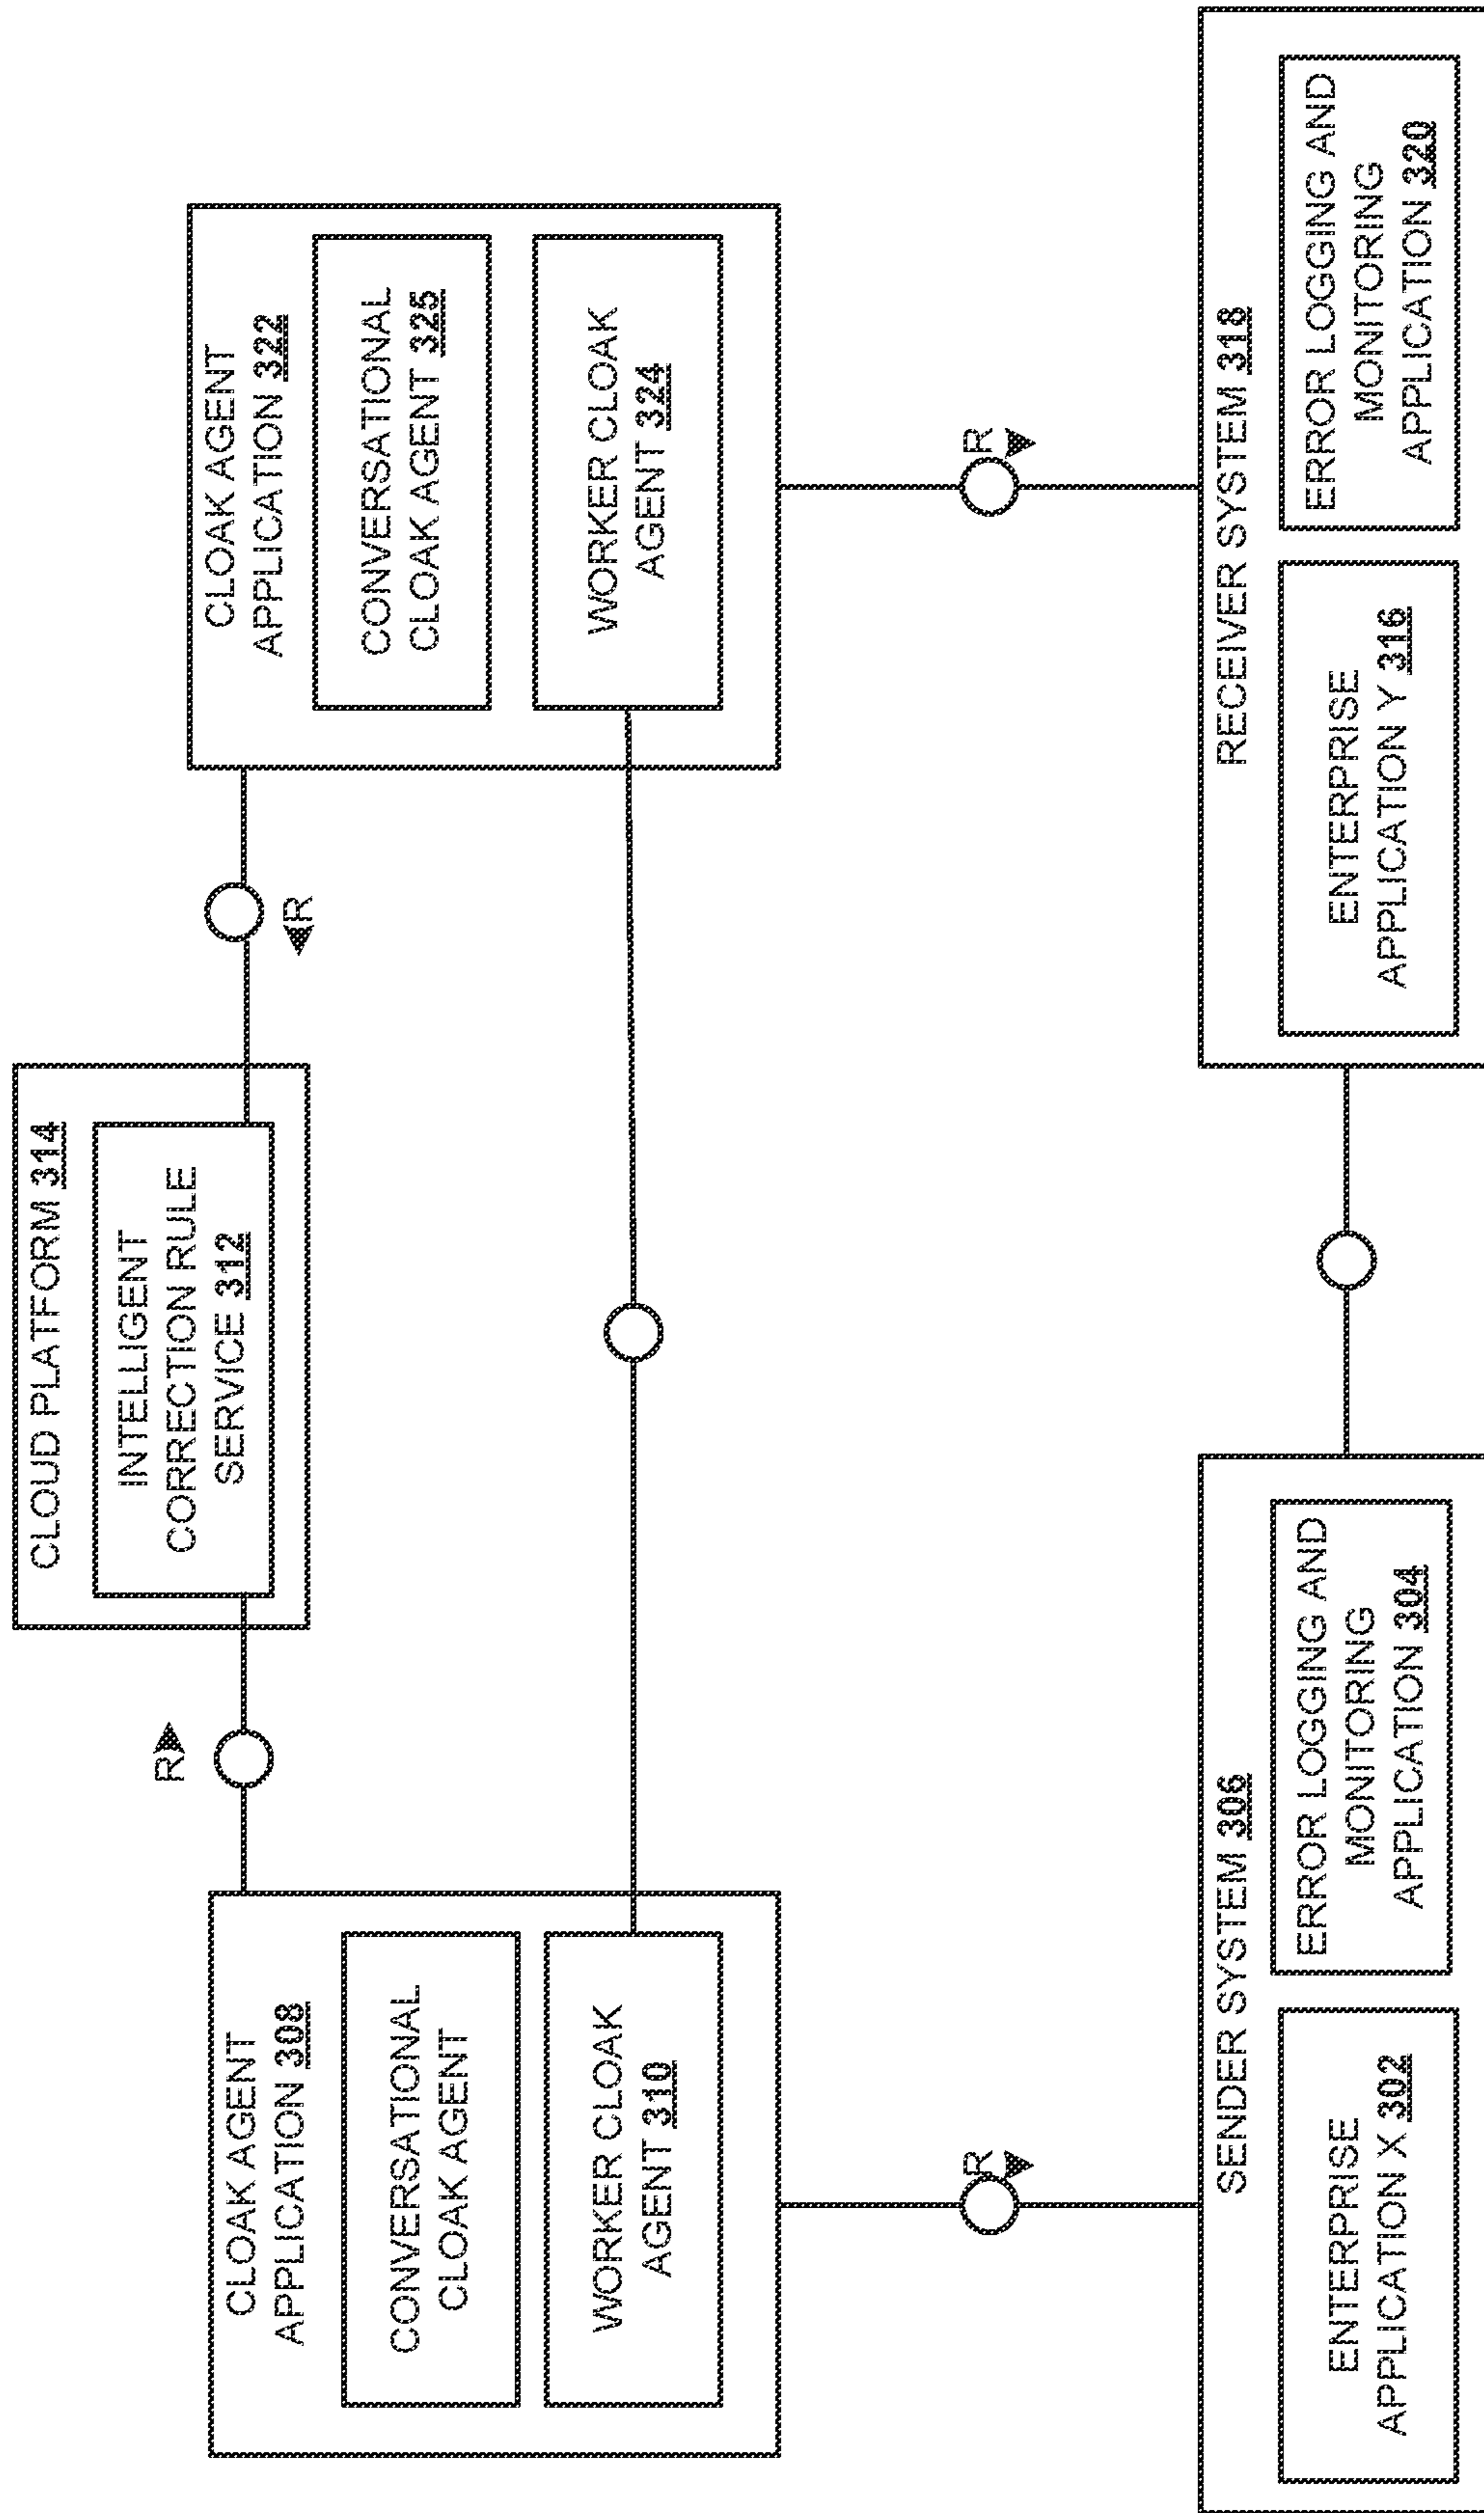 CLOUD PLATFORM 314
INTELLIGENT
CORRECTION RULE
SERVICE 312
R
R
CLOAK AGENT
APPLICATION 308
CONVERSATIONAL
CLOAK AGENT
WORKER CLOAK
AGENT 310
CLOAK AGENT
APPLICATION 322
CONVERSATIONAL
CLOAK AGENT 325
WORKER CLOAK
AGENT 324
R
R
SENDER SYSTEM 306
ENTERPRISE
APPLICATION X 302
ERROR LOGGING AND
MONITORING
APPLICATION 304
RECEIVER SYSTEM 318
ENTERPRISE
APPLICATION Y 316
ERROR LOGGING AND
MONITORING
APPLICATION 320